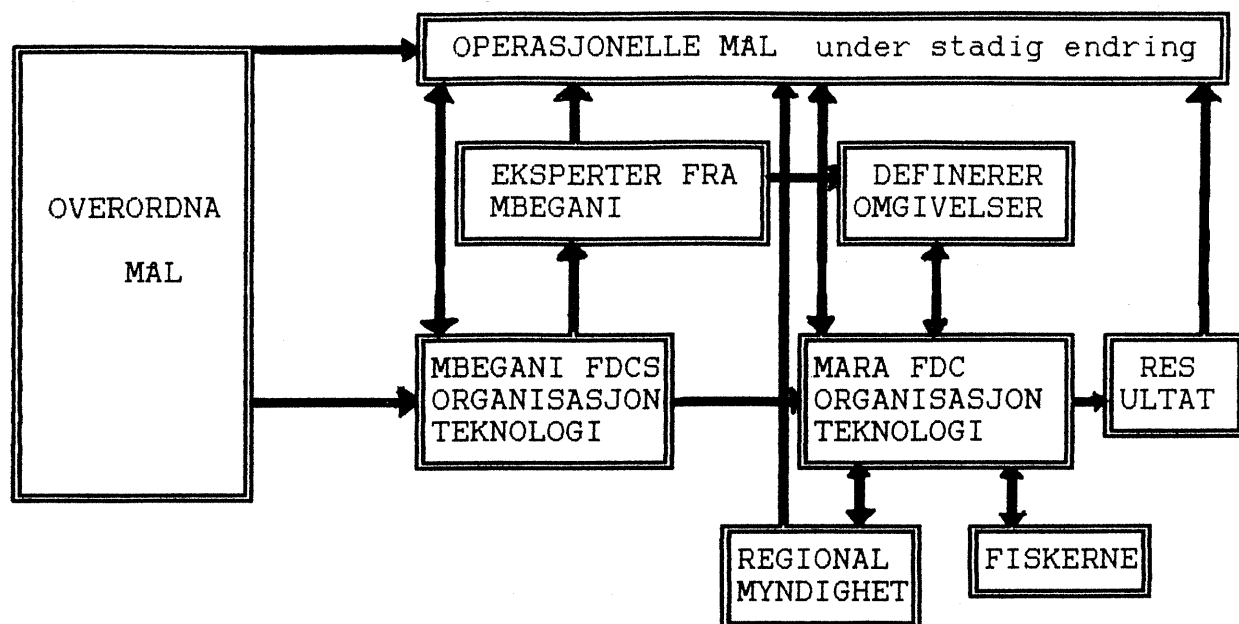 OPERASJONELLE MÅL under stadig endring
OVERORDNA
MÅL
EKSPERTER FRA
MBEGANI
DEFINERER
OMGIVELSER
MBEGANI FDCS
ORGANISASJON
TEKNOLOGI
MARA FDC
ORGANISASJON
TEKNOLOGI
RES
ULTAT
REGIONAL
MYNDIGHET
FISKERNE